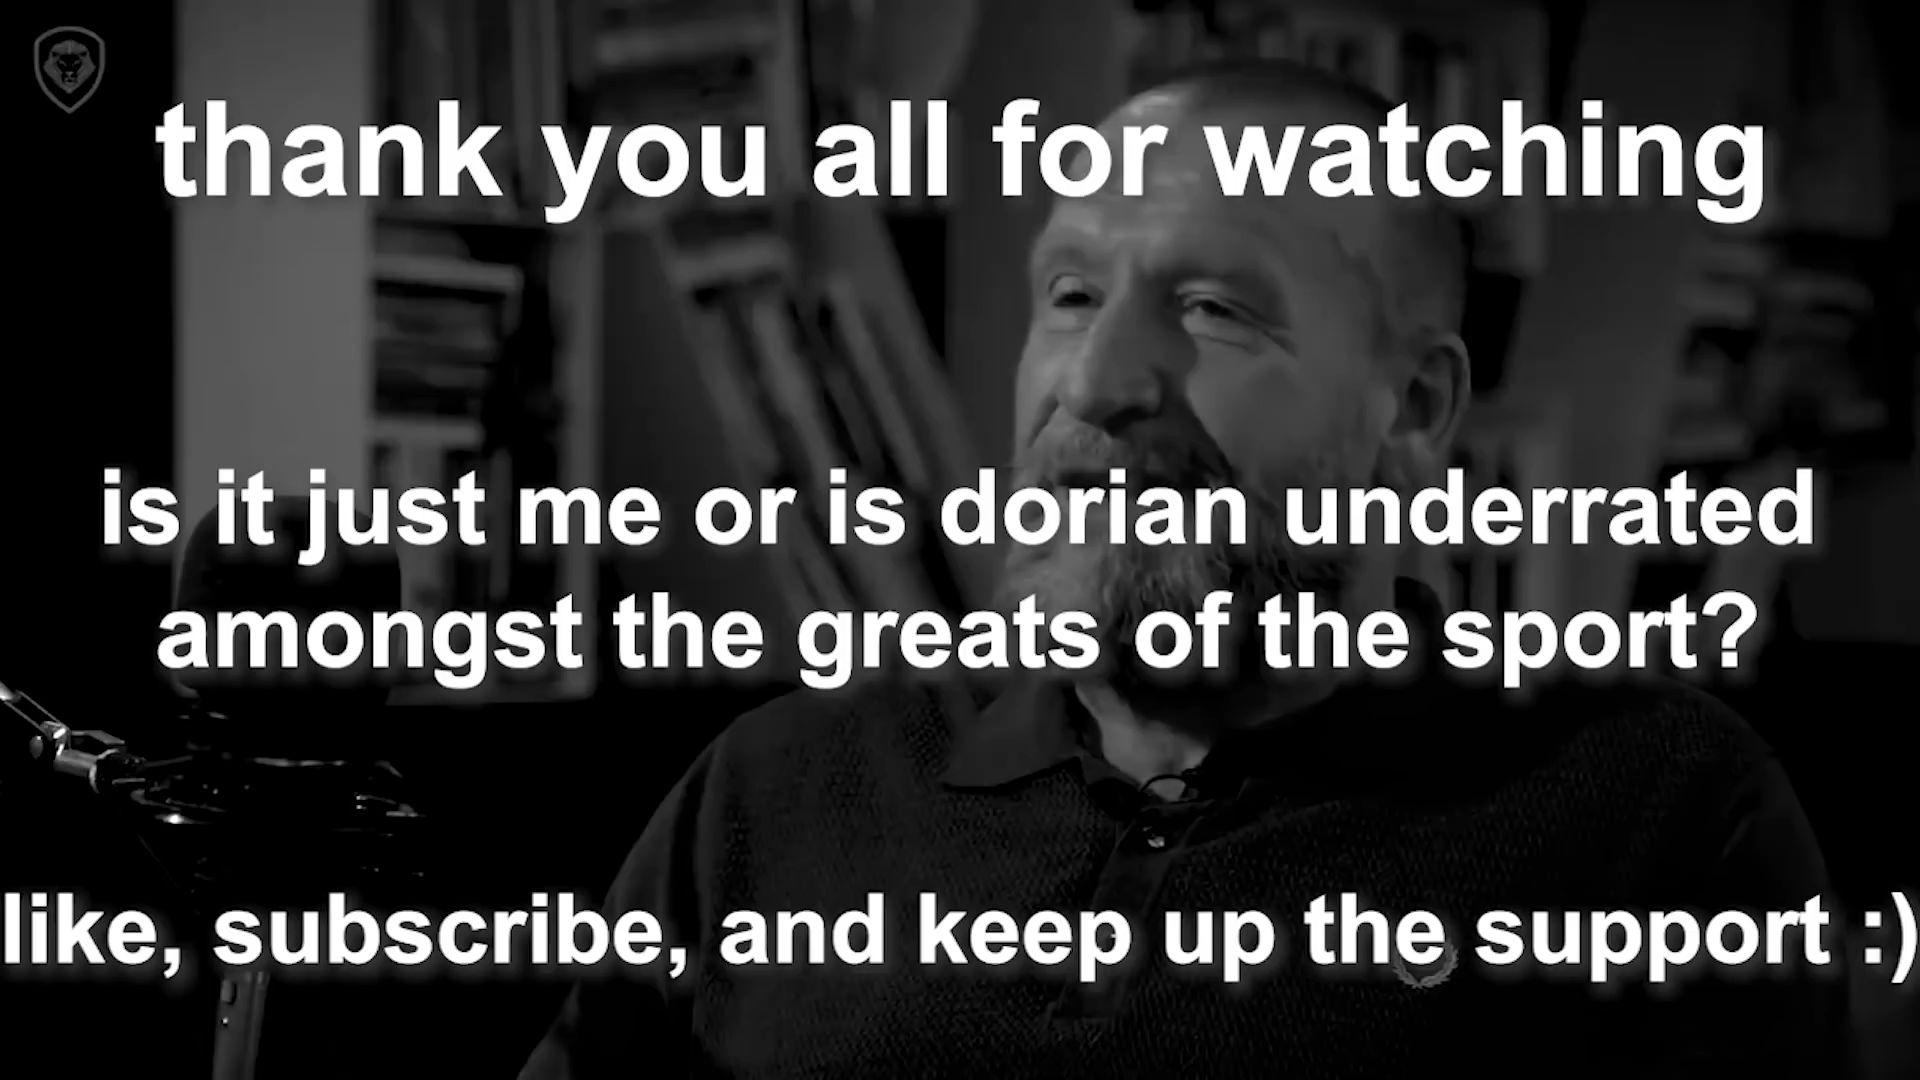 thank you all for watching
is it just me or is dorian underrated
amongst the greats of the sport?
like, subscribe, and keep up the support :)